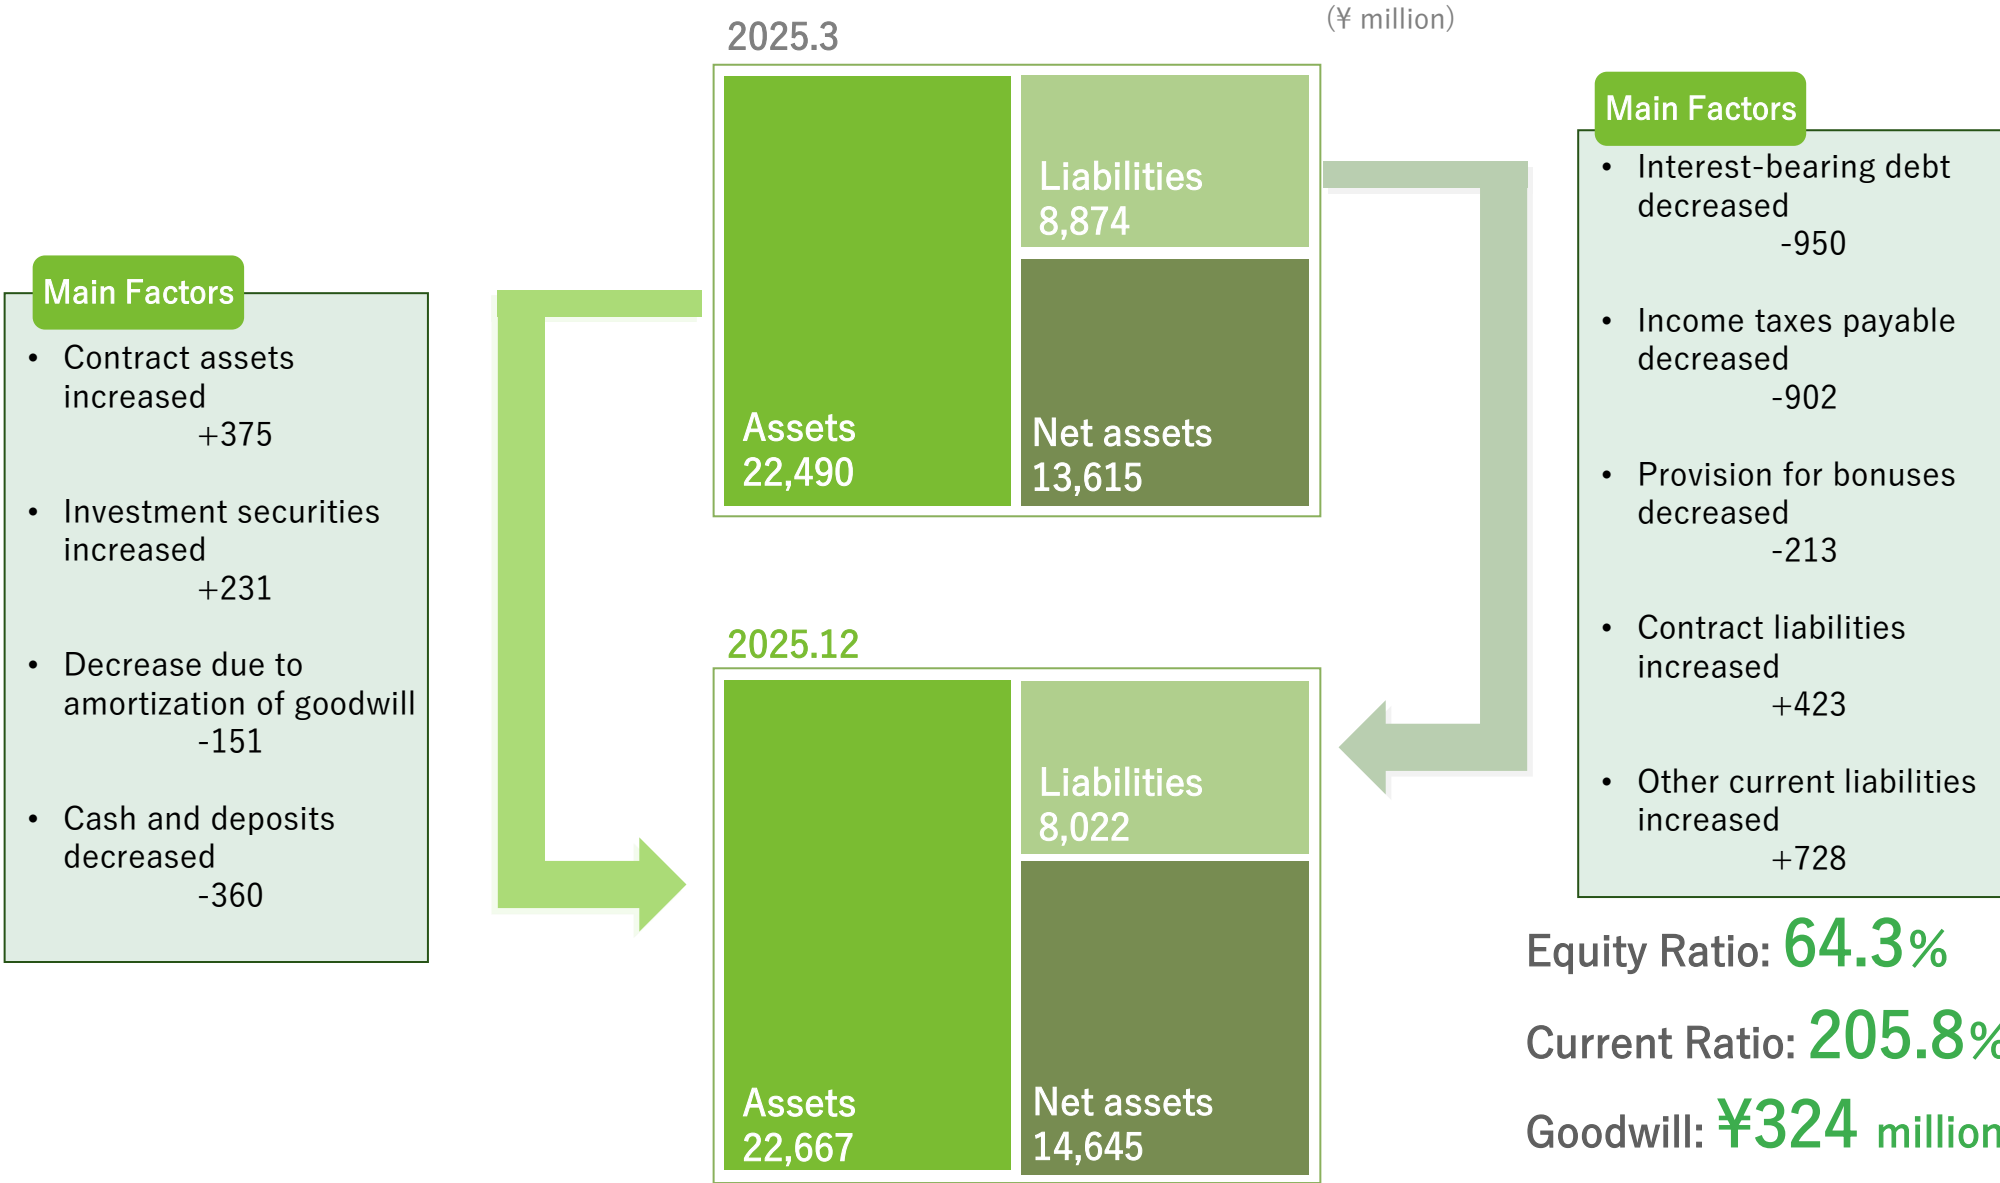 (¥ million)
2025.3
Assets
22,490
Liabilities
8,874
Net assets
13,615
Main Factors
• Contract assets
increased
+375
• Investment securities
increased
+231
• Decrease due to
amortization of goodwill
-151
• Cash and deposits
decreased
-360
2025.12
Assets
22,667
Liabilities
8,022
Net assets
14,645
Main Factors
• Interest-bearing debt
decreased
-950
• Income taxes payable
decreased
-902
• Provision for bonuses
decreased
-213
• Contract liabilities
increased
+423
• Other current liabilities
increased
+728
Equity Ratio: 64.3%
Current Ratio: 205.8%
Goodwill: ¥324 million